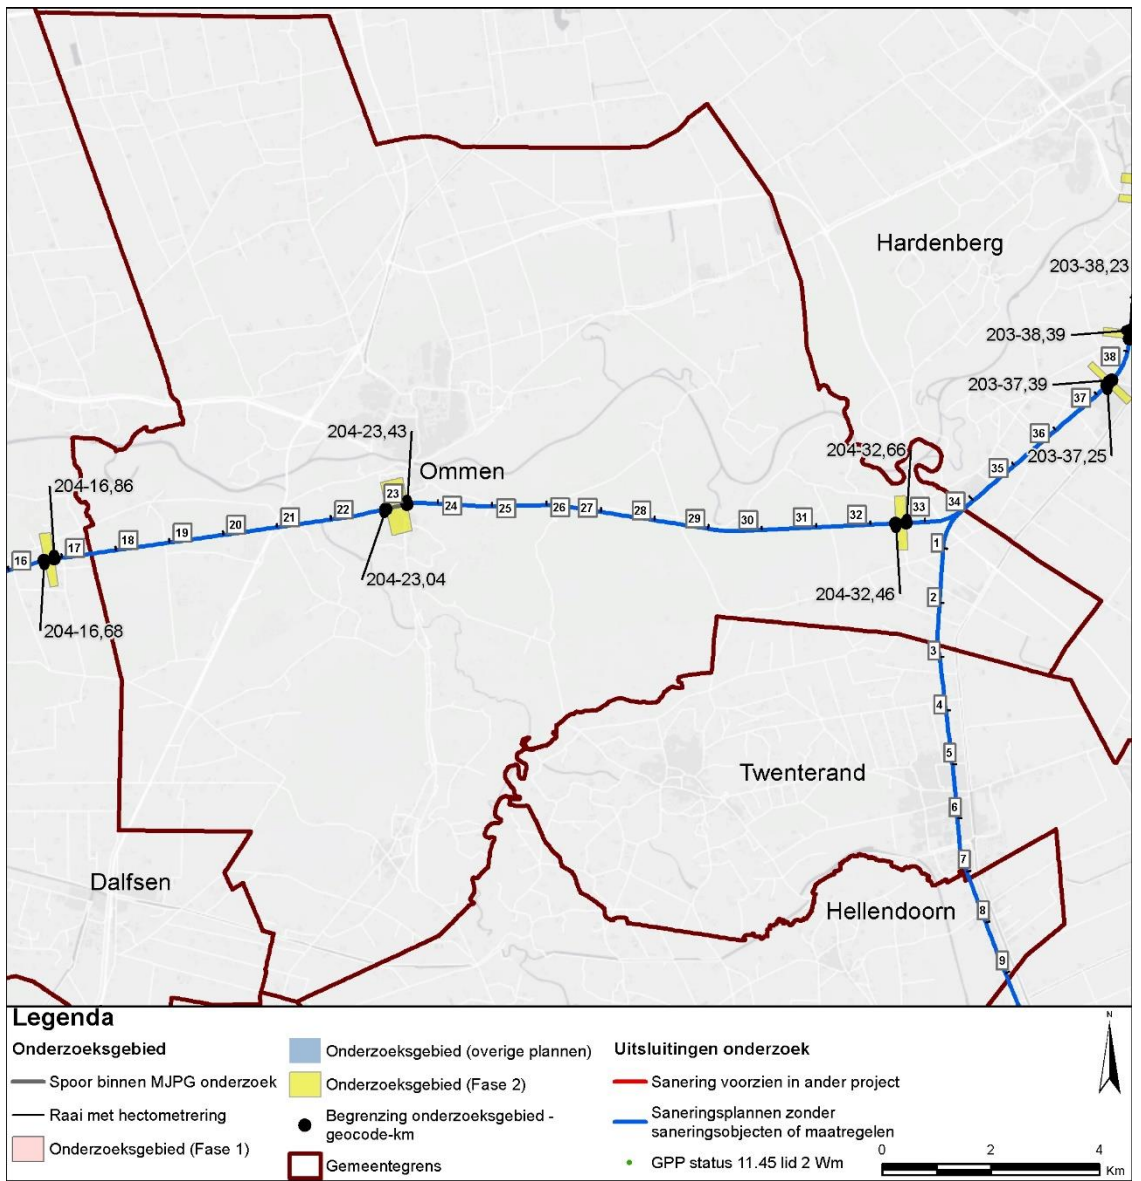 Hardenberg
203-38,23
203-38,39
38
203-37,39
37
36
203-37,25
35
34
204-32,66
204-23,43
Ommen
204-16,86
23
24
25
26
27
28
29
30
31
32
33
22
21
20
19
18
17
16
204-23,04
204-32,46
204-16,68
1
2
3
4
5
Twenterand
6
7
Dalfsen
Hellendoorn
8
9
Legenda
Onderzoeksgebied
Spoor binnen MJPG onderzoek
Raai met hectometrering
Onderzoeksgebied (Fase 1)
Onderzoeksgebied (overige plannen)
Onderzoeksgebied (Fase 2)
Begrenzing onderzoeksgebied -
geocode-km
Gemeentegrens
Uitsluitingen onderzoek
Sanering voorzien in ander project
Saneringsplannen zonder
saneringsobjecten of maatregelen
GPP status 11.45 lid 2 Wm
N
0 2 4
Km